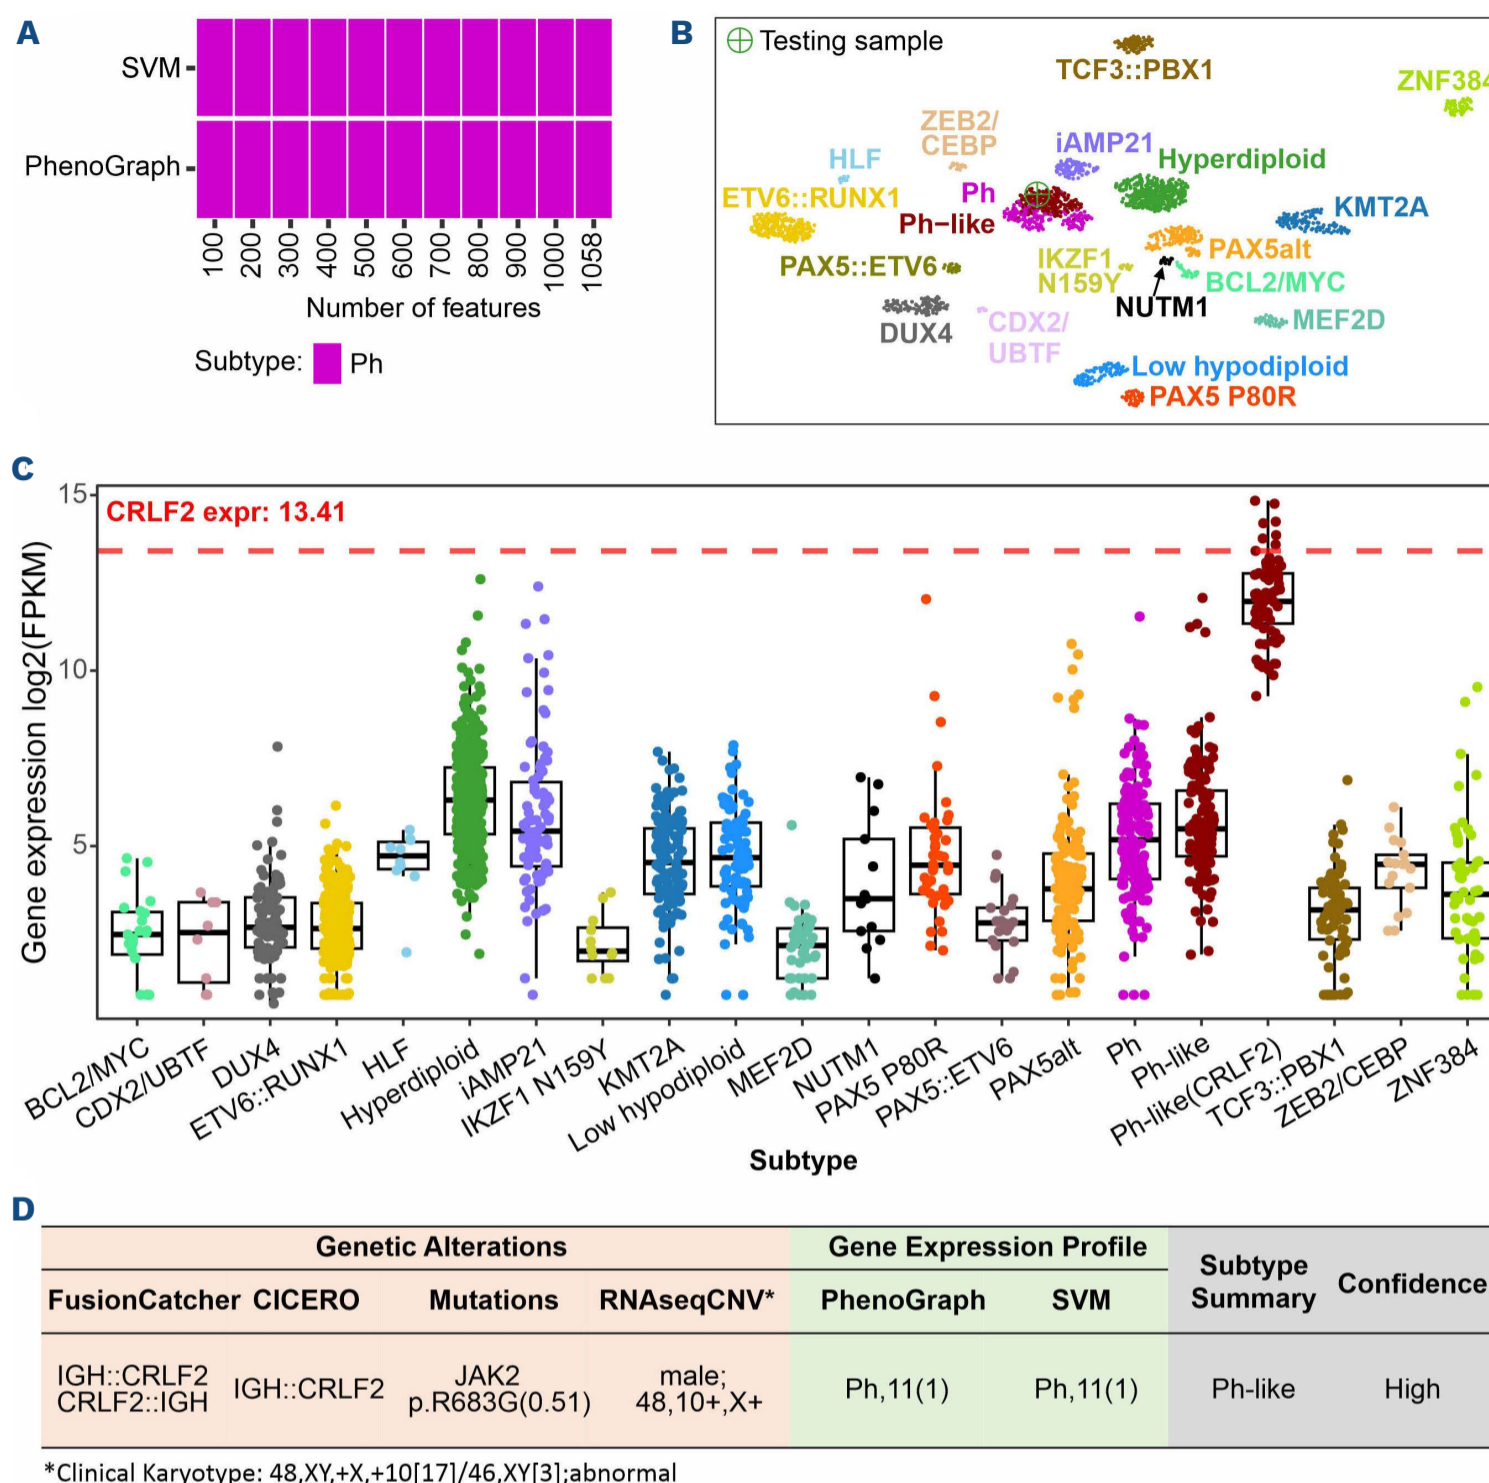 A
SVM
PhenoGraph
100
200
300
400
500
600
700
800
900
1000
1058
Number of features
Subtype:
Ph
B
Testing sample
TCF3::PBX1
ZNF384
ZEB2/
CEBP
iAMP21
HLF
Hyperdiploid
Ph
ETV6::RUNX1
KMT2A
Ph−like
PAX5alt
IKZF1
N159Y
PAX5::ETV6
BCL2/MYC
NUTM1
CDX2/
UBTF
MEF2D
DUX4
Low hypodiploid
PAX5 P80R
C
CRLF2 expr: 13.41
15
10
5
Gene expression log2(FPKM)
BCL2/MYC
CDX2/UBTF
DUX4
ETV6::RUNX1
HLF
Hyperdiploid
iAMP21
IKZF1 N159Y
KMT2A
Low hypodiploid
MEF2D
NUTM1
PAX5 P80R
PAX5::ETV6
PAX5alt
Ph
Ph-like
Ph-like(CRLF2)
TCF3::PBX1
ZEB2/CEBP
ZNF384
Subtype
D
Genetic Alterations
Gene Expression Profile
Subtype
Summary
Confidence
FusionCatcher CICERO Mutations RNAseqCNV* PhenoGraph SVM
IGH::CRLF2
CRLF2::IGH
IGH::CRLF2
JAK2
p.R683G(0.51)
male;
48,10+,X+
Ph,11(1)
Ph,11(1)
Ph-like
High
*Clinical Karyotype: 48,XY,+X,+10[17]/46,XY[3];abnormal